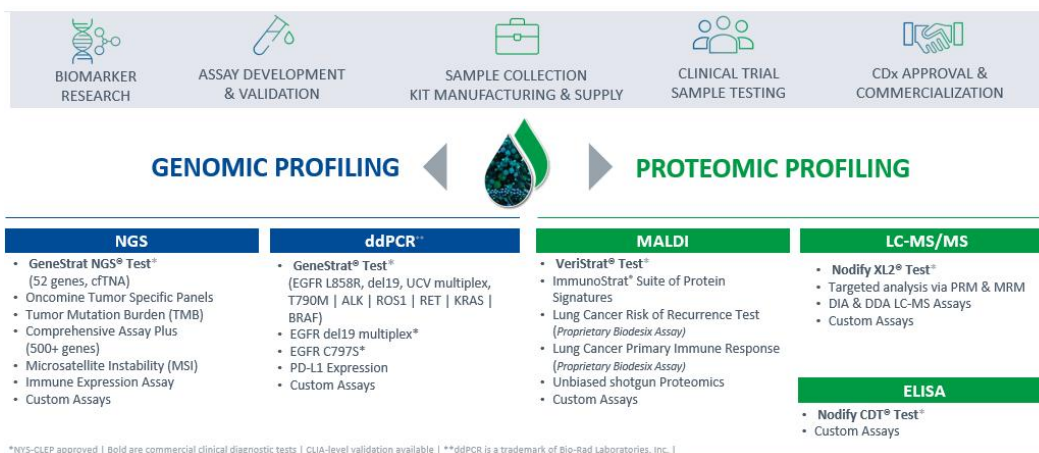 BIOMARKER
RESEARCH
ASSAY DEVELOPMENT
& VALIDATION
SAMPLE COLLECTION
KIT MANUFACTURING & SUPPLY
CLINICAL TRIAL
SAMPLE TESTING
CDx APPROVAL &
COMMERCIALIZATION
GENOMIC PROFILING
PROTEOMIC PROFILING
NGS
• GeneStrat NGS® Test*
(52 genes, cfTNA)
• Oncomine Tumor Specific Panels
• Tumor Mutation Burden (TMB)
• Comprehensive Assay Plus
(500+ genes)
• Microsatellite Instability (MSI)
• Immune Expression Assay
• Custom Assays
ddPCR**
• GeneStrat® Test*
(EGFR L858R, del19, UCV multiplex,
T790M | ALK | ROS1 | RET | KRAS |
BRAF)
• EGFR del19 multiplex*
• EGFR C797S*
• PD-L1 Expression
• Custom Assays
MALDI
• VeriStrat® Test*
• ImmunoStrat® Suite of Protein
Signatures
• Lung Cancer Risk of Recurrence Test
(Proprietary Biodesix Assay)
• Lung Cancer Primary Immune Response
(Proprietary Biodesix Assay)
• Unbiased shotgun Proteomics
• Custom Assays
LC-MS/MS
• Nodify XL2® Test*
• Targeted analysis via PRM & MRM
• DIA & DDA LC-MS Assays
• Custom Assays
ELISA
• Nodify CDT® Test*
• Custom Assays
*NYS-CLEP approved | Bold are commercial clinical diagnostic tests | CLIA-level validation available | **ddPCR is a trademark of Bio-Rad Laboratories, Inc. |